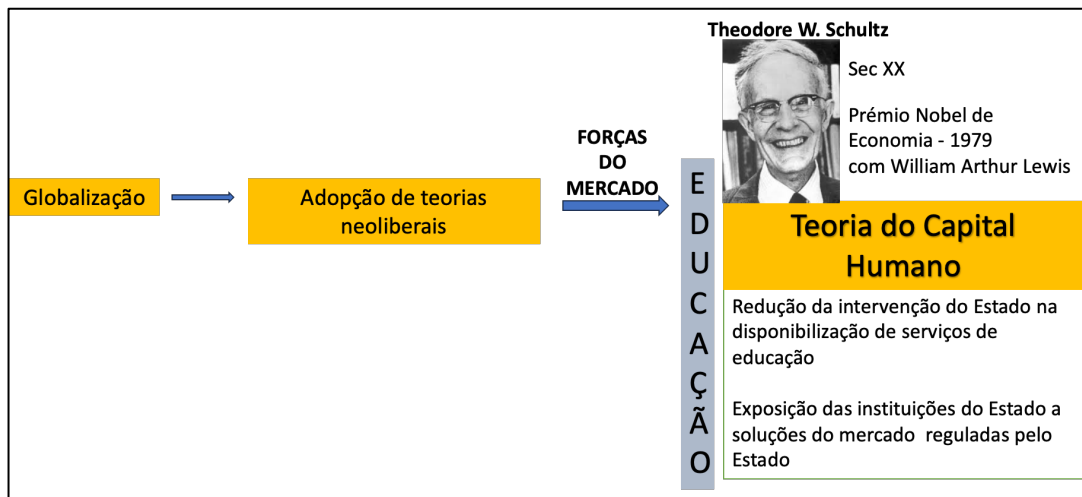 Globalização
Adopção de teorias
neoliberais
FORÇAS
DO
MERCADO
E
D
U
C
A
Ç
Ã
O
Theodore W. Schultz
Sec XX
Prémio Nobel de
Economia - 1979
com William Arthur Lewis
Teoria do Capital
Humano
Redução da intervenção do Estado na
disponibilização de serviços de
educação
Exposição das instituições do Estado a
soluções do mercado reguladas pelo
Estado